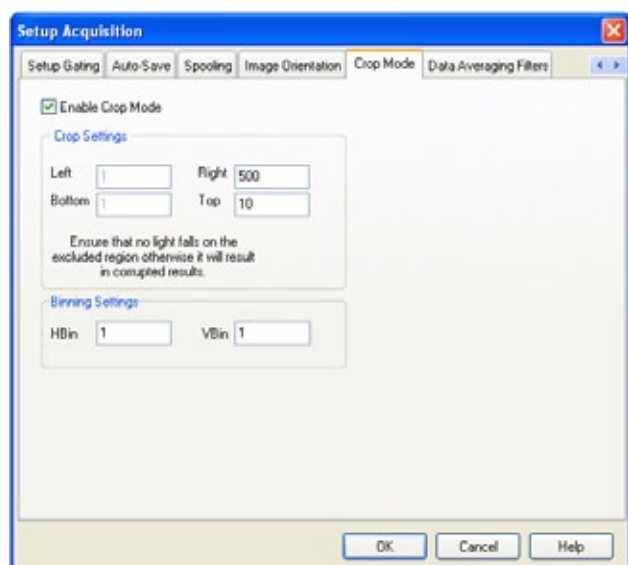 Setup Acquisition
Setup Gating Auto-Save Spooling Image Orientation Crop Mode Data Averaging Filters
Enable Crop Mode
Crop Settings
Left 1 Right 500
Bottom 1 Top 10
Ensure that no light falls on the
excluded region otherwise it will result
in corrupted results.
Binning Settings
HBin 1 VBin 1
OK Cancel Help